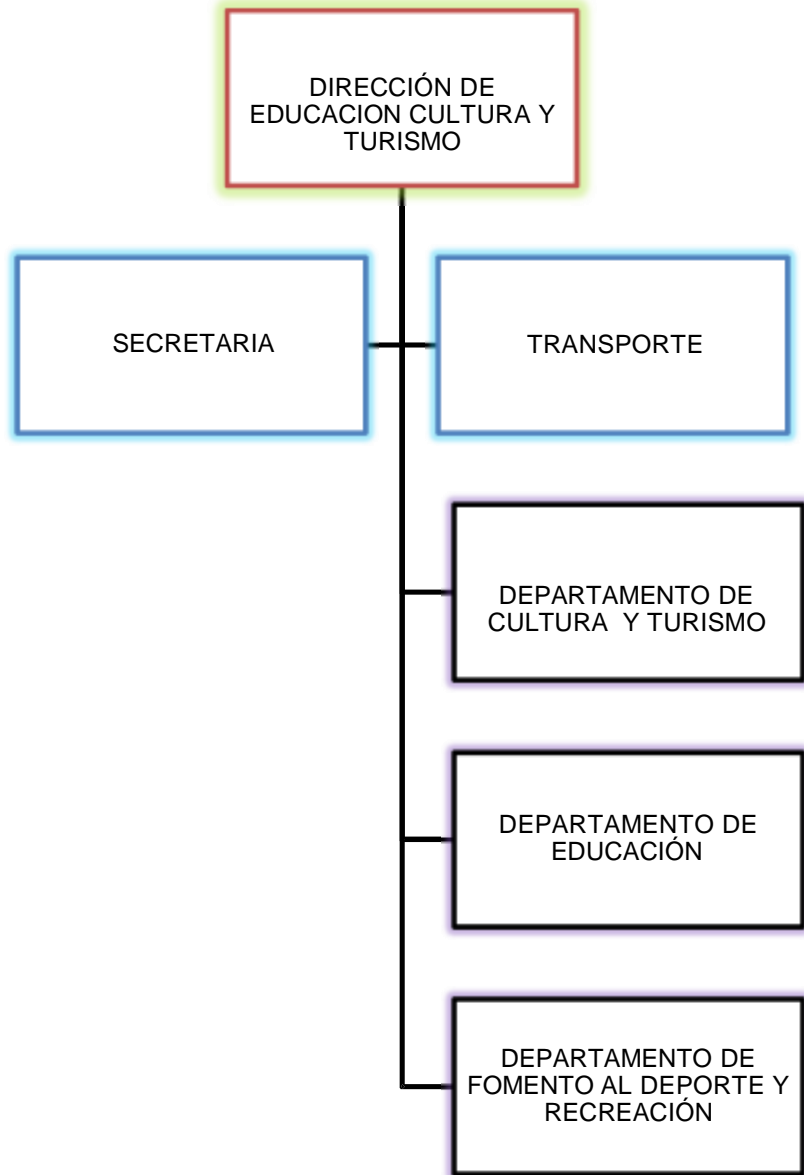 DIRECCIÓN DE
EDUCACION CULTURA Y
TURISMO
SECRETARIA
TRANSPORTE
DEPARTAMENTO DE
CULTURA Y TURISMO
DEPARTAMENTO DE
EDUCACIÓN
DEPARTAMENTO DE
FOMENTO AL DEPORTE Y
RECREACIÓN